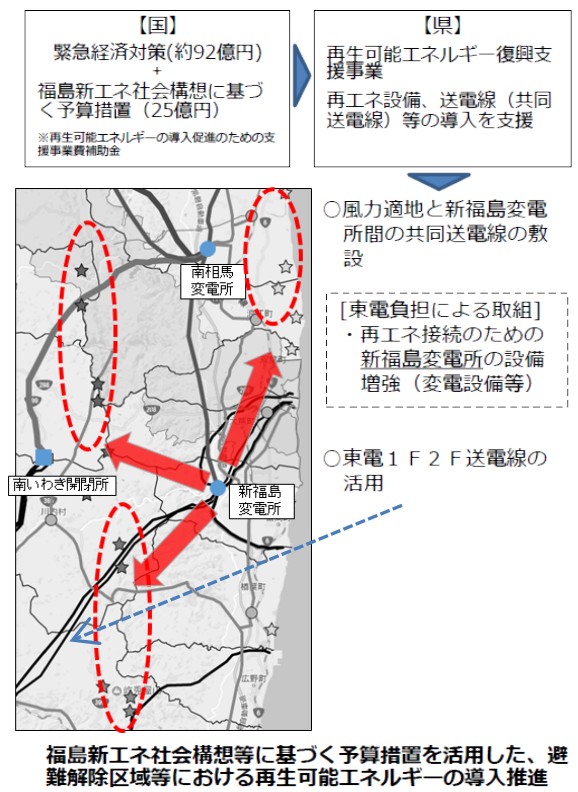 【国】
緊急経済対策(約92億円)
+
福島新エネ社会構想に基づ
く予算措置（25億円）
※再生可能エネルギーの導入促進のための支
援事業費補助金
【県】
再生可能エネルギー復興支
援事業
再エネ設備、送電線（共同
送電線）等の導入を支援
○風力適地と新福島変電
所間の共同送電線の敷
設
[東電負担による取組]
・再エネ接続のための
新福島変電所の設備
増強（変電設備等）
○東電１Ｆ２Ｆ送電線の
活用
南相馬
変電所
南いわき開閉所
新福島
変電所
川内村
楢葉町
広野町
福島新エネ社会構想等に基づく予算措置を活用した、避
難解除区域等における再生可能エネルギーの導入推進